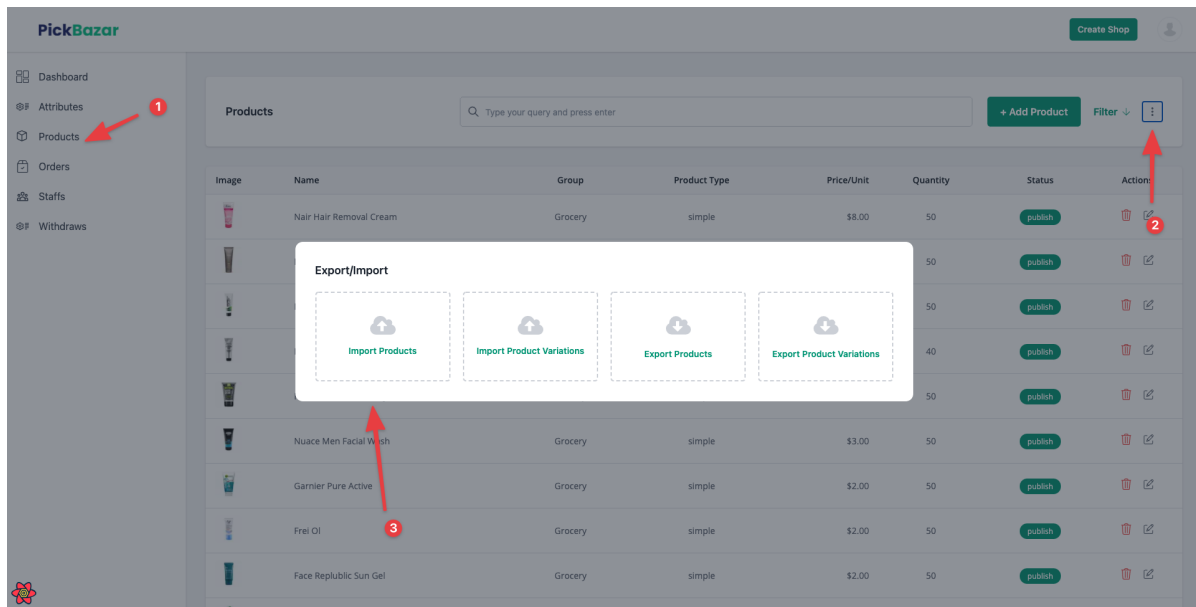 PickBazar
Create Shop
Dashboard
Attributes
1
Products
Orders
Staffs
Withdraws
Products
Type your query and press enter
+ Add Product
Filter
Image Name Group Product Type Price/Unit Quantity Status Actions
Nair Hair Removal Cream Grocery simple $8.00 50 publish
2
50 publish
50 publish
40 publish
50 publish
Export/Import
Import Products
Import Product Variations
Export Products
Export Product Variations
Nuace Men Facial Wash Grocery simple $3.00 50 publish
Garnier Pure Active Grocery simple $2.00 50 publish
3
Frei Ol Grocery simple $2.00 50 publish
Face Replublic Sun Gel Grocery simple $2.00 50 publish